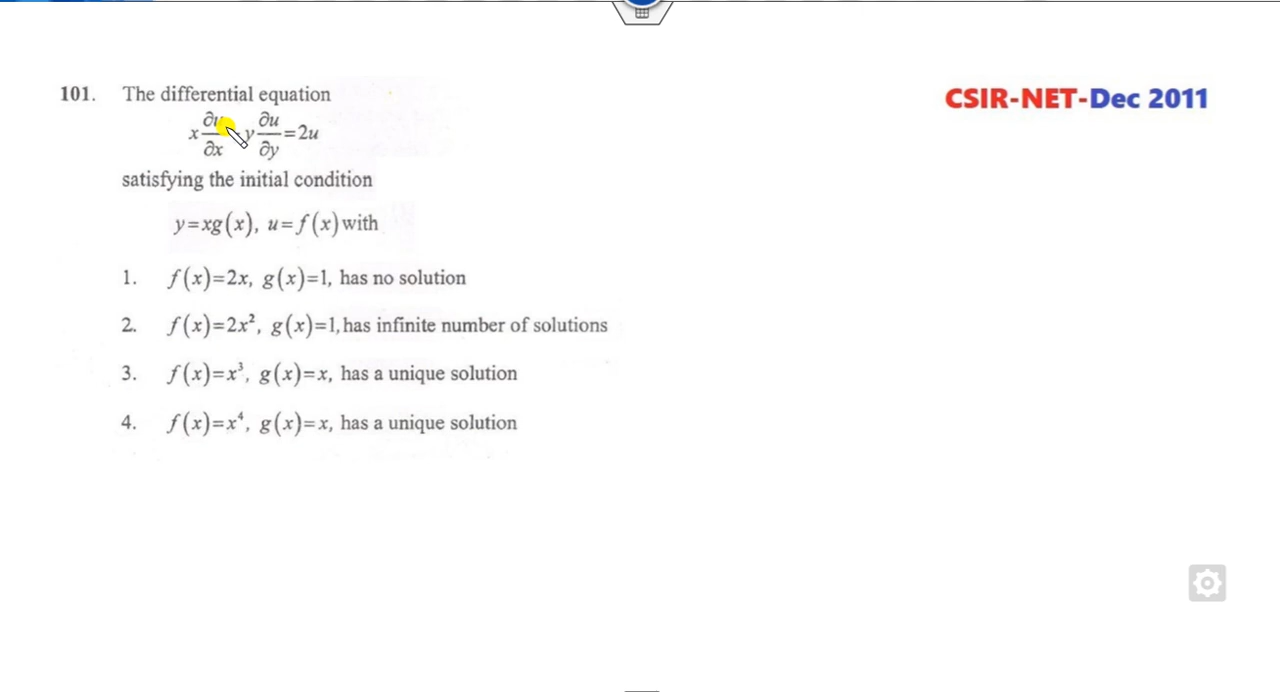 CSIR-NET-Dec 2011
101. The differential equation
x ∂u/∂x y ∂u/∂y = 2u
satisfying the initial condition
y=xg(x), u=f(x) with
1. f(x)=2x, g(x)=1, has no solution
2. f(x)=2x², g(x)=1, has infinite number of solutions
3. f(x)=x³, g(x)=x, has a unique solution
4. f(x)=x⁴, g(x)=x, has a unique solution